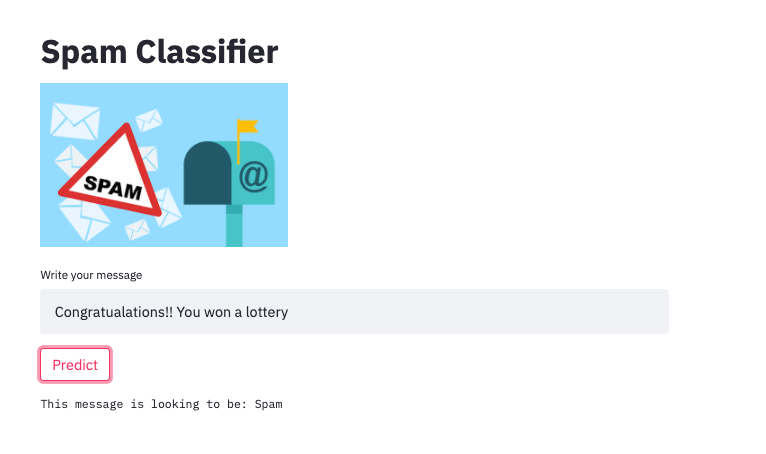 Spam Classifier
SPAM
@
Write your message
Congratualations!! You won a lottery
Predict
This message is looking to be: Spam